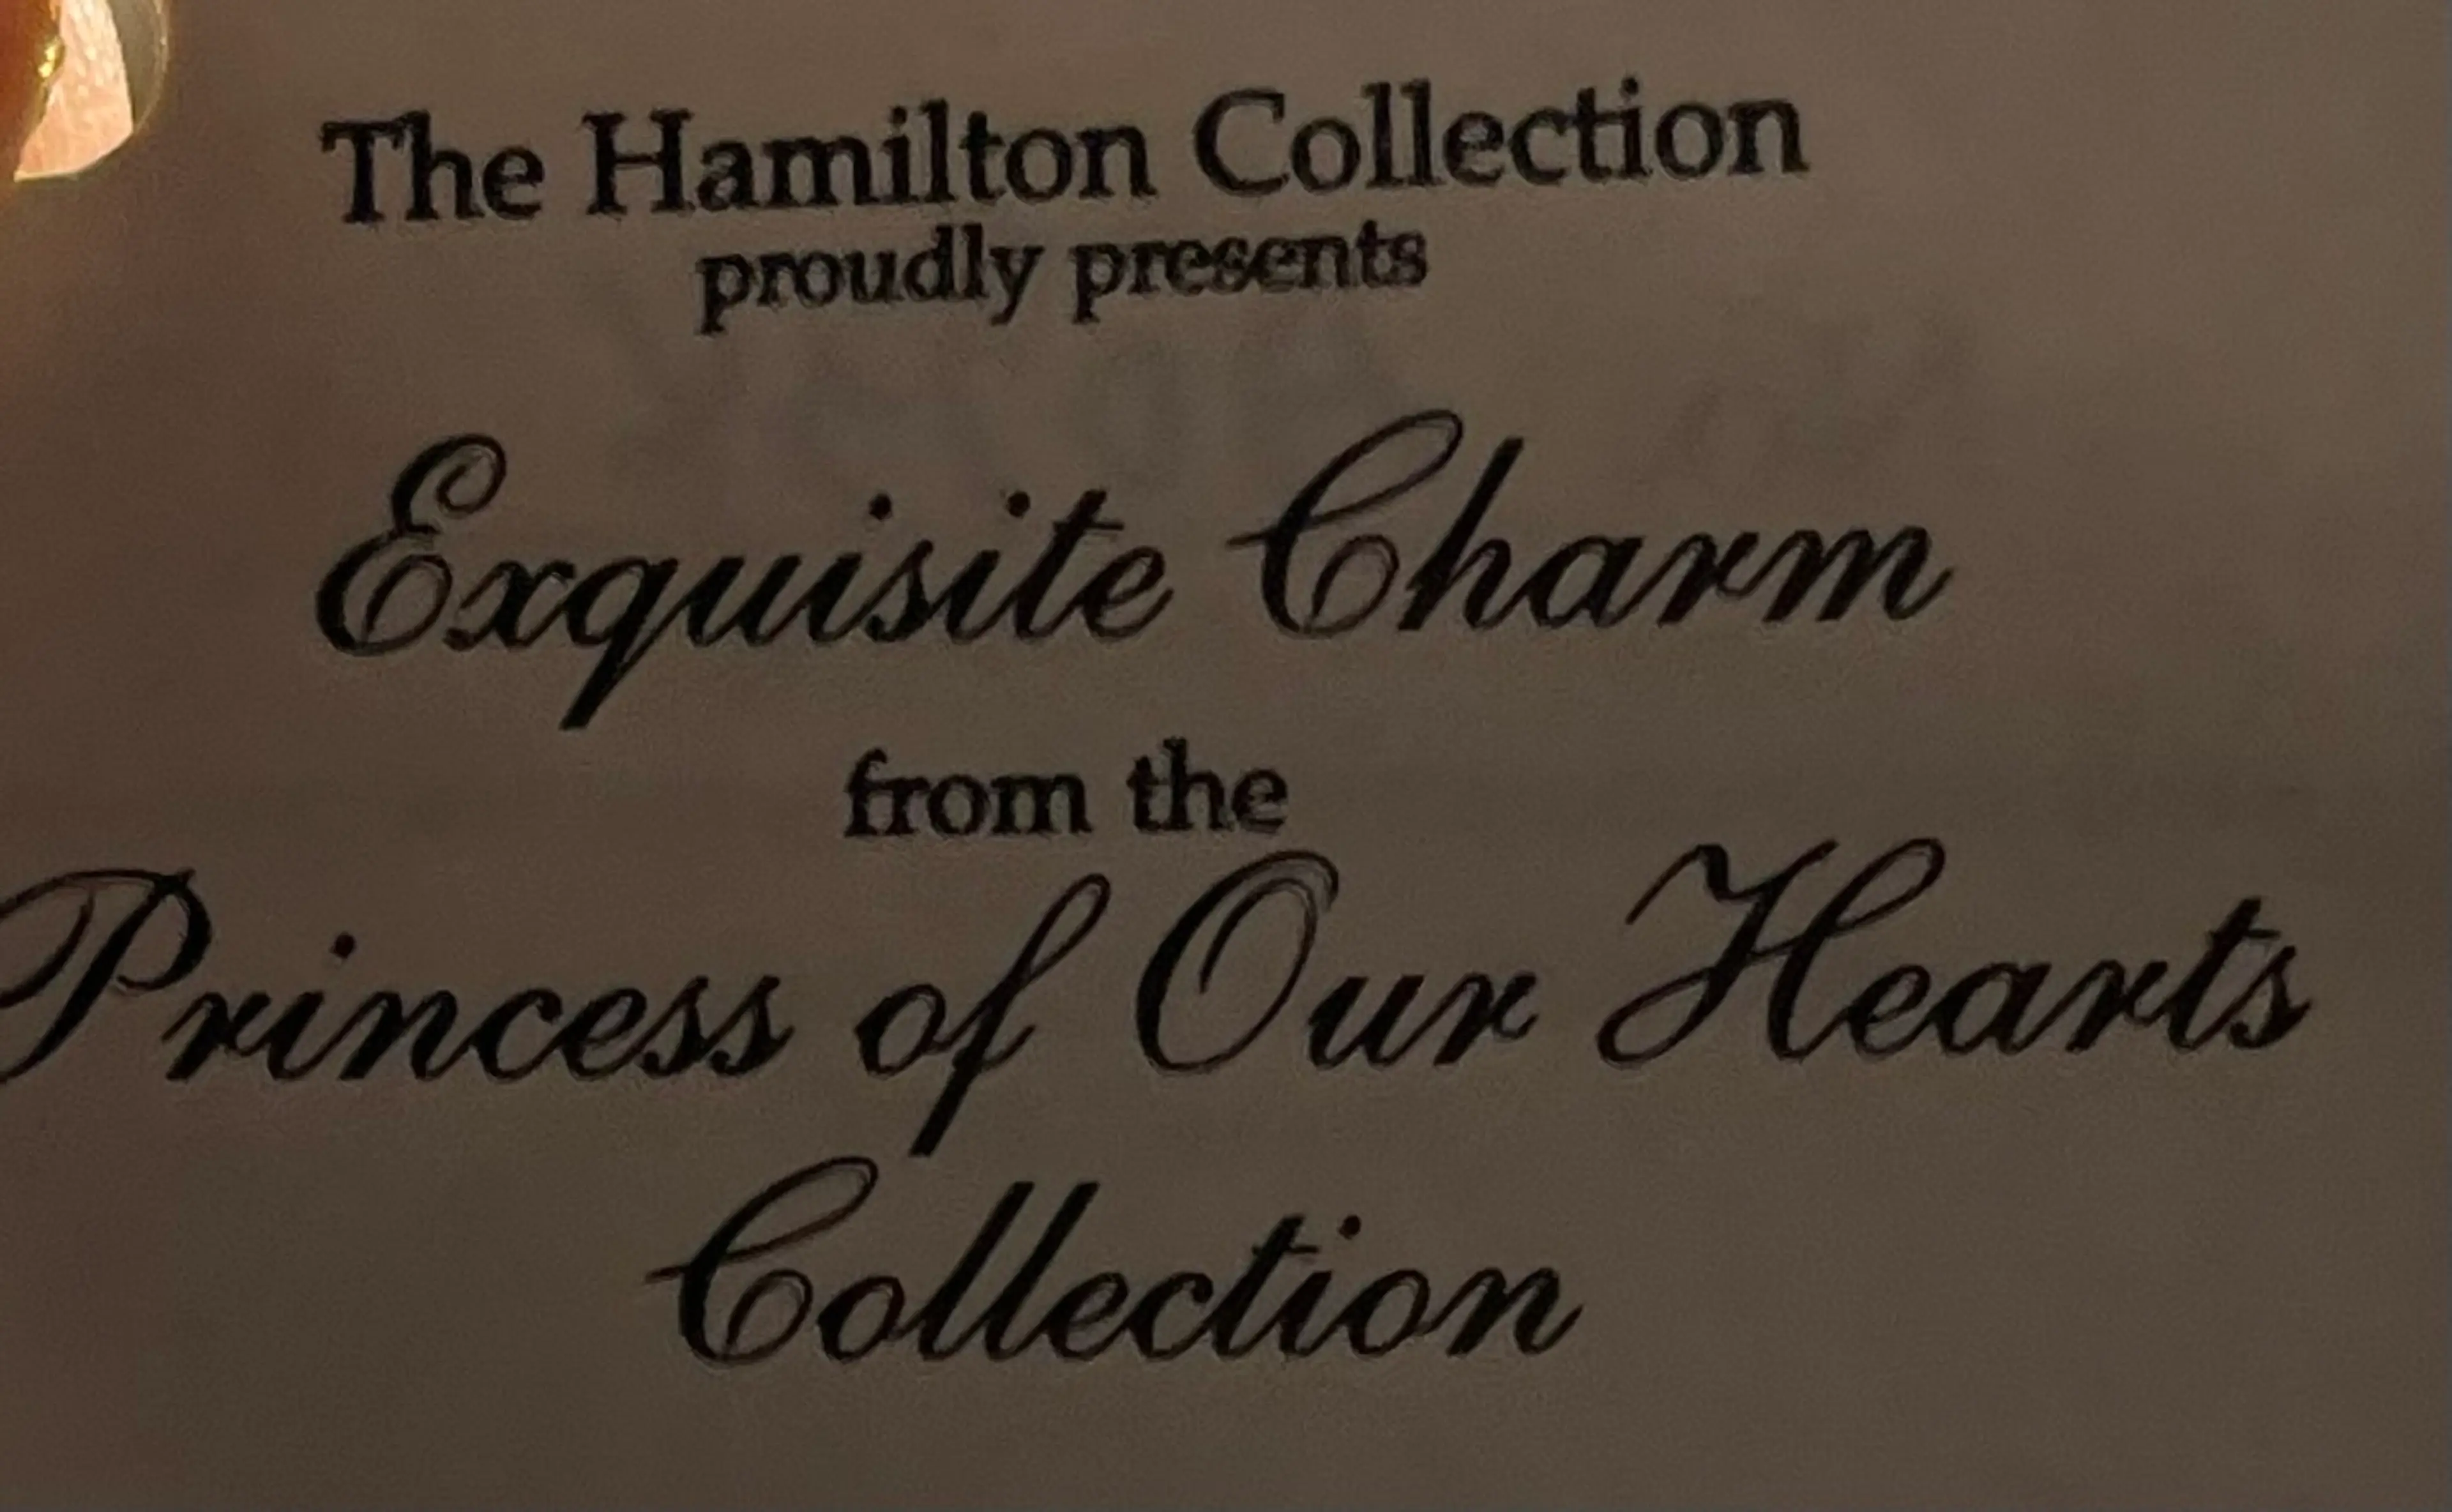 The Hamilton Collection
proudly presents
Exquisite Charm
from the
Princess of Our Hearts
Collection